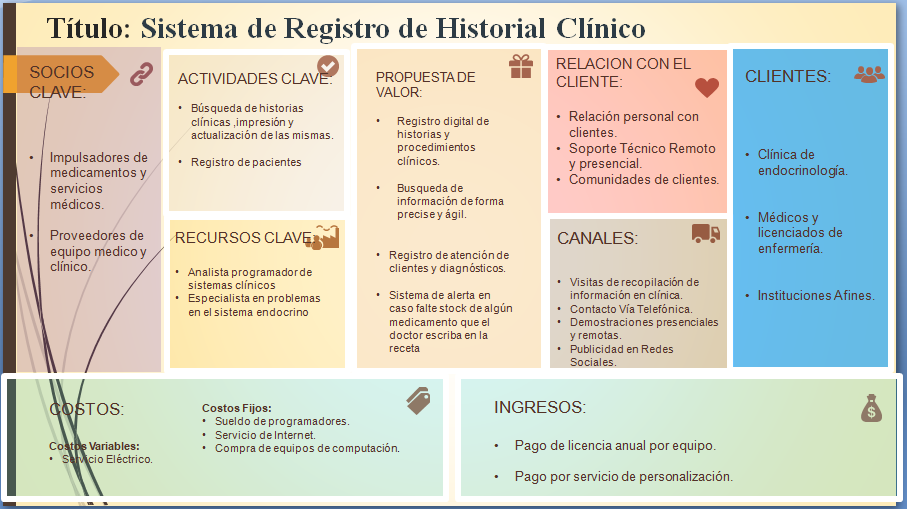 Título: Sistema de Registro de Historial Clínico
SOCIOS
CLAVE:
• Impulsadores de
medicamentos y
servicios
médicos.
• Proveedores de
equipo medico y
clínico.
ACTIVIDADES CLAVE:
• Búsqueda de historias
clínicas ,impresión y
actualización de las mismas.
• Registro de pacientes
RECURSOS CLAVE:
• Analista programador de
sistemas clínicos
• Especialista en problemas
en el sistema endocrino
PROPUESTA DE
VALOR:
• Registro digital de
historias y
procedimientos
clínicos.
• Busqueda de
información de forma
precise y ágil.
• Registro de atención de
clientes y diagnósticos.
• Sistema de alerta en
caso falte stock de algún
medicamento que el
doctor escriba en la
receta
RELACION CON EL
CLIENTE:
• Relación personal con
clientes.
• Soporte Técnico Remoto
y presencial.
• Comunidades de clientes.
CANALES:
• Visitas de recopilación de
información en clínica.
• Contacto Vía Telefónica.
• Demostraciones presenciales
y remotas.
• Publicidad en Redes
Sociales.
CLIENTES:
• Clínica de
endocrinología.
• Médicos y
licenciados de
enfermería.
• Instituciones Afines.
COSTOS:
Costos Variables:
• Servicio Eléctrico.
Costos Fijos:
• Sueldo de programadores.
• Servicio de Internet.
• Compra de equipos de computación.
INGRESOS:
• Pago de licencia anual por equipo.
• Pago por servicio de personalización.
$